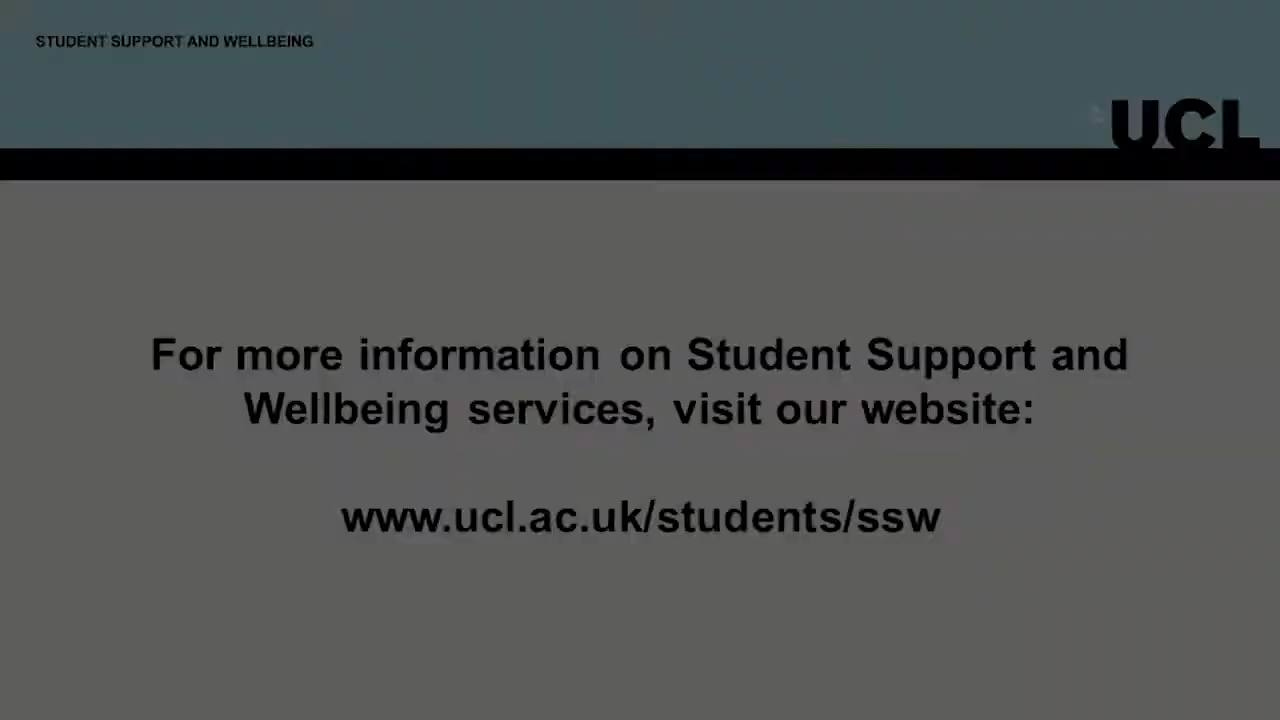 STUDENT SUPPORT AND WELLBEING
UCL
For more information on Student Support and
Wellbeing services, visit our website:
www.ucl.ac.uk/students/ssw